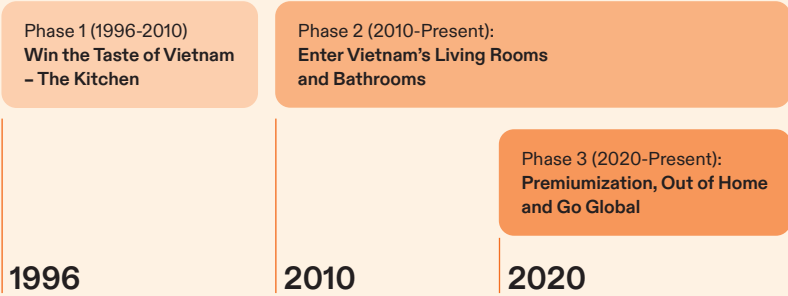 Phase 1 (1996-2010)
Win the Taste of Vietnam
– The Kitchen
Phase 2 (2010-Present):
Enter Vietnam’s Living Rooms
and Bathrooms
Phase 3 (2020-Present):
Premiumization, Out of Home
and Go Global
1996
2010
2020